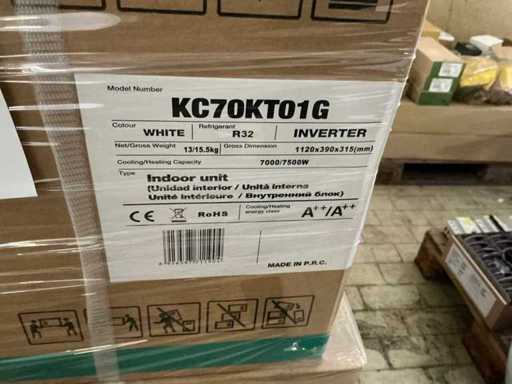 Model Number
KC70KT01G
Colour WHITE Refrigerant R32 INVERTER
Net/Gross Weight 13/15.5kg Gross Dimension 1120x390x315(mm)
Cooling/Heating Capacity 7000/7500W
Type Indoor unit
(Unidad interior / Unità interna
Unité intérieure / Внутренний блок)
CE RoHS Cooling/Heating energy class A++/A++
MADE IN P.R.C.